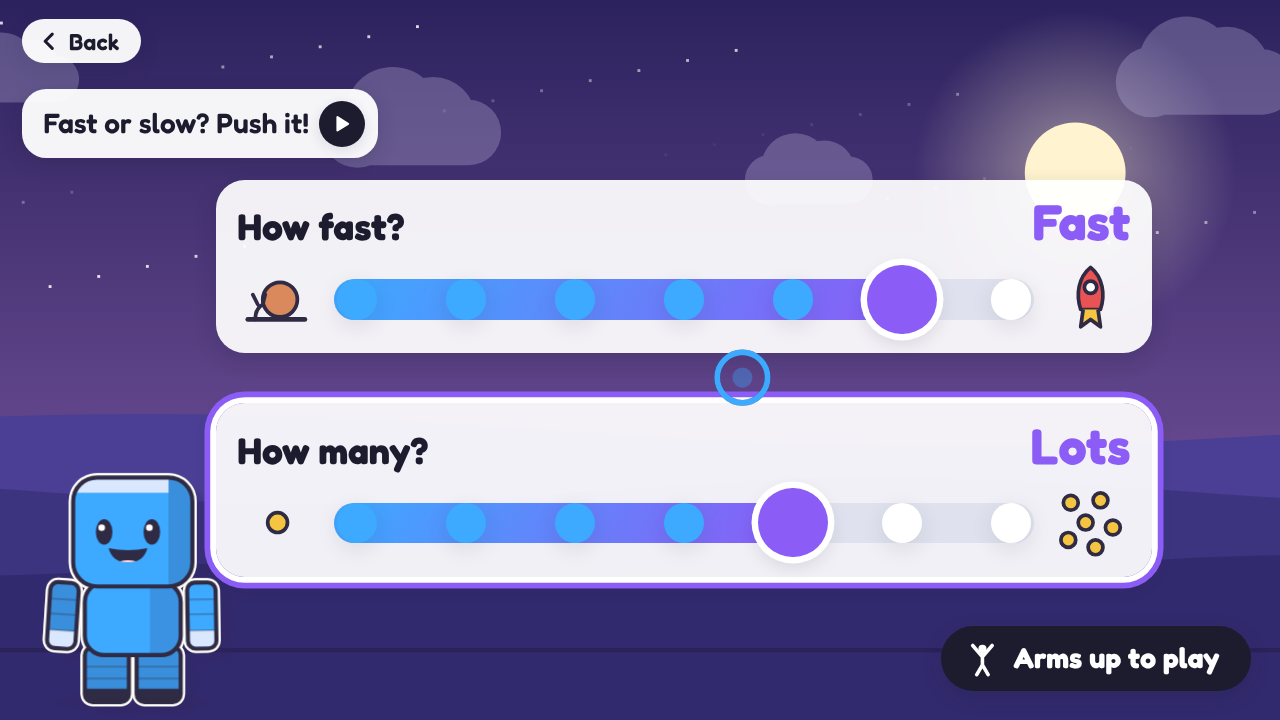 Back
Fast or slow? Push it!
How fast?
Fast
How many?
Lots
Arms up to play